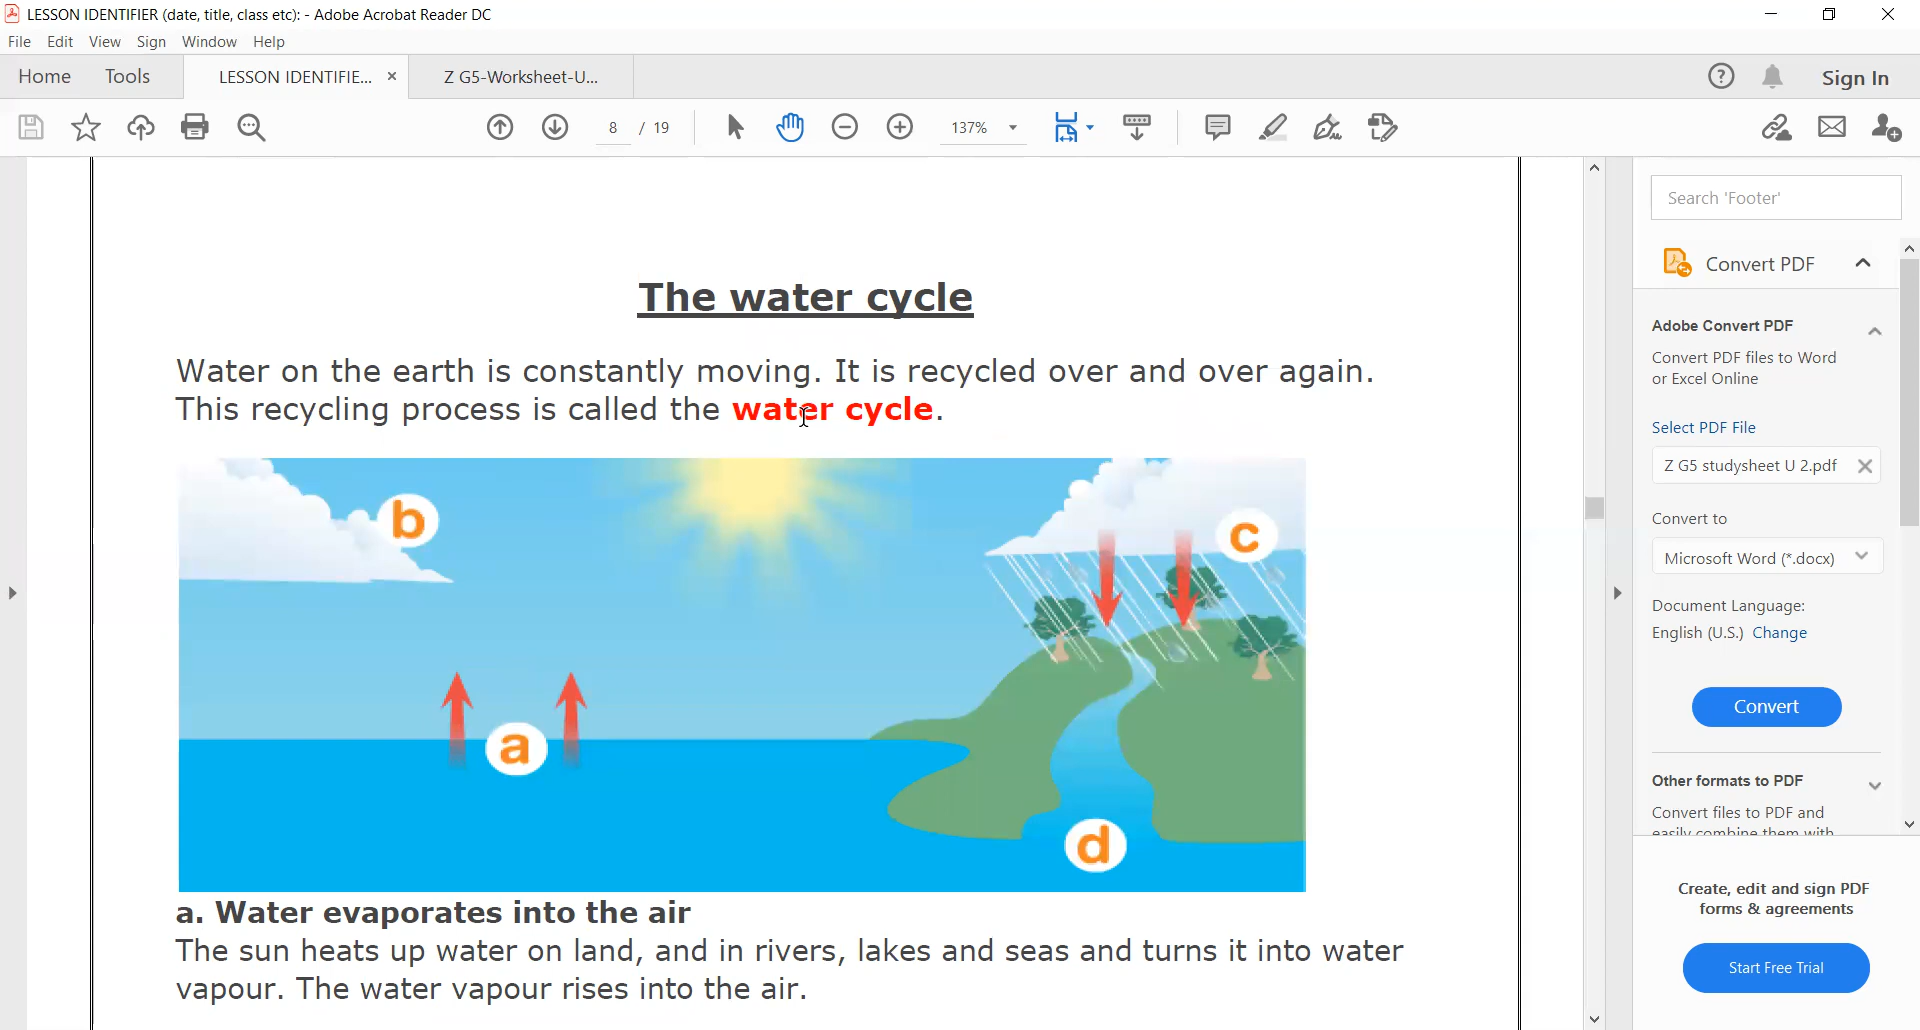 LESSON IDENTIFIER (date, title, class etc): - Adobe Acrobat Reader DC
File Edit View Sign Window Help
Home Tools LESSON IDENTIFIE... × Z G5-Worksheet-U... Sign In
8 / 19 137%
Search 'Footer'
Convert PDF
Adobe Convert PDF
Convert PDF files to Word
or Excel Online
Select PDF File
Z G5 studysheet U 2.pdf
Convert to
Microsoft Word (*.docx)
Document Language:
English (U.S.) Change
Convert
Other formats to PDF
Convert files to PDF and
easily combine them with
Create, edit and sign PDF
forms & agreements
Start Free Trial
The water cycle
Water on the earth is constantly moving. It is recycled over and over again.
This recycling process is called the water cycle.
b
c
a
d
a. Water evaporates into the air
The sun heats up water on land, and in rivers, lakes and seas and turns it into water
vapour. The water vapour rises into the air.